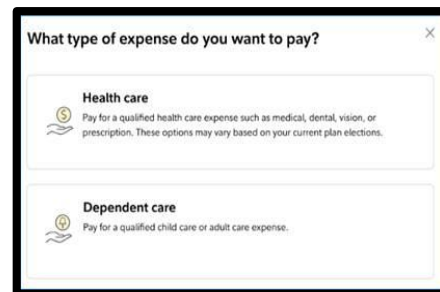 What type of expense do you want to pay?
Health care
Pay for a qualified health care expense such as medical, dental, vision, or
prescription. These options may vary based on your current plan elections.
Dependent care
Pay for a qualified child care or adult care expense.